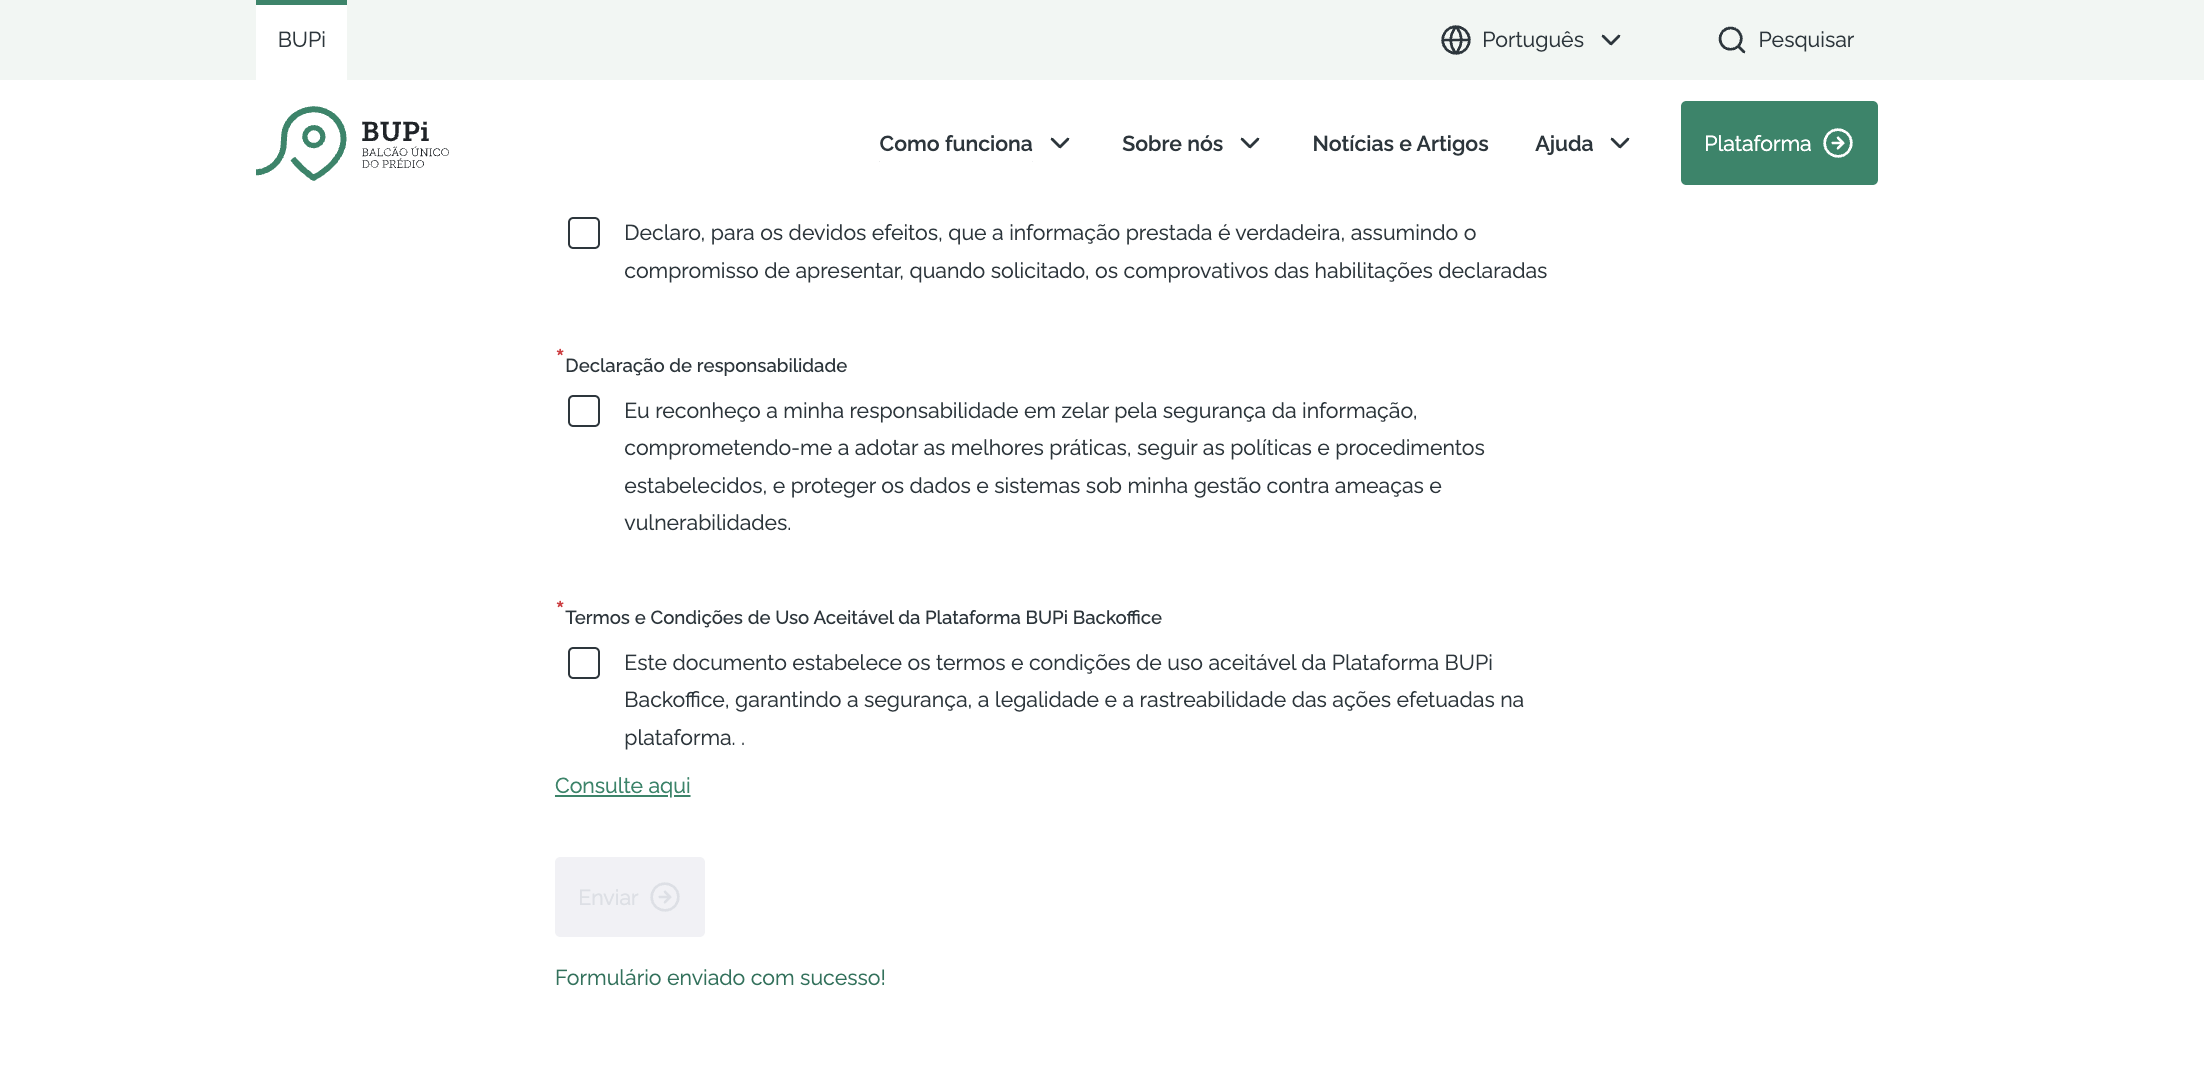 BUPi
Português
Pesquisar
BUPi
BALCÃO ÚNICO
DO PRÉDIO
Como funciona
Sobre nós
Notícias e Artigos
Ajuda
Plataforma
Declaro, para os devidos efeitos, que a informação prestada é verdadeira, assumindo o
compromisso de apresentar, quando solicitado, os comprovativos das habilitações declaradas
*Declaração de responsabilidade
Eu reconheço a minha responsabilidade em zelar pela segurança da informação,
comprometendo-me a adotar as melhores práticas, seguir as políticas e procedimentos
estabelecidos, e proteger os dados e sistemas sob minha gestão contra ameaças e
vulnerabilidades.
*Termos e Condições de Uso Aceitável da Plataforma BUPi Backoffice
Este documento estabelece os termos e condições de uso aceitável da Plataforma BUPi
Backoffice, garantindo a segurança, a legalidade e a rastreabilidade das ações efetuadas na
plataforma. .
Consulte aqui
Enviar
Formulário enviado com sucesso!